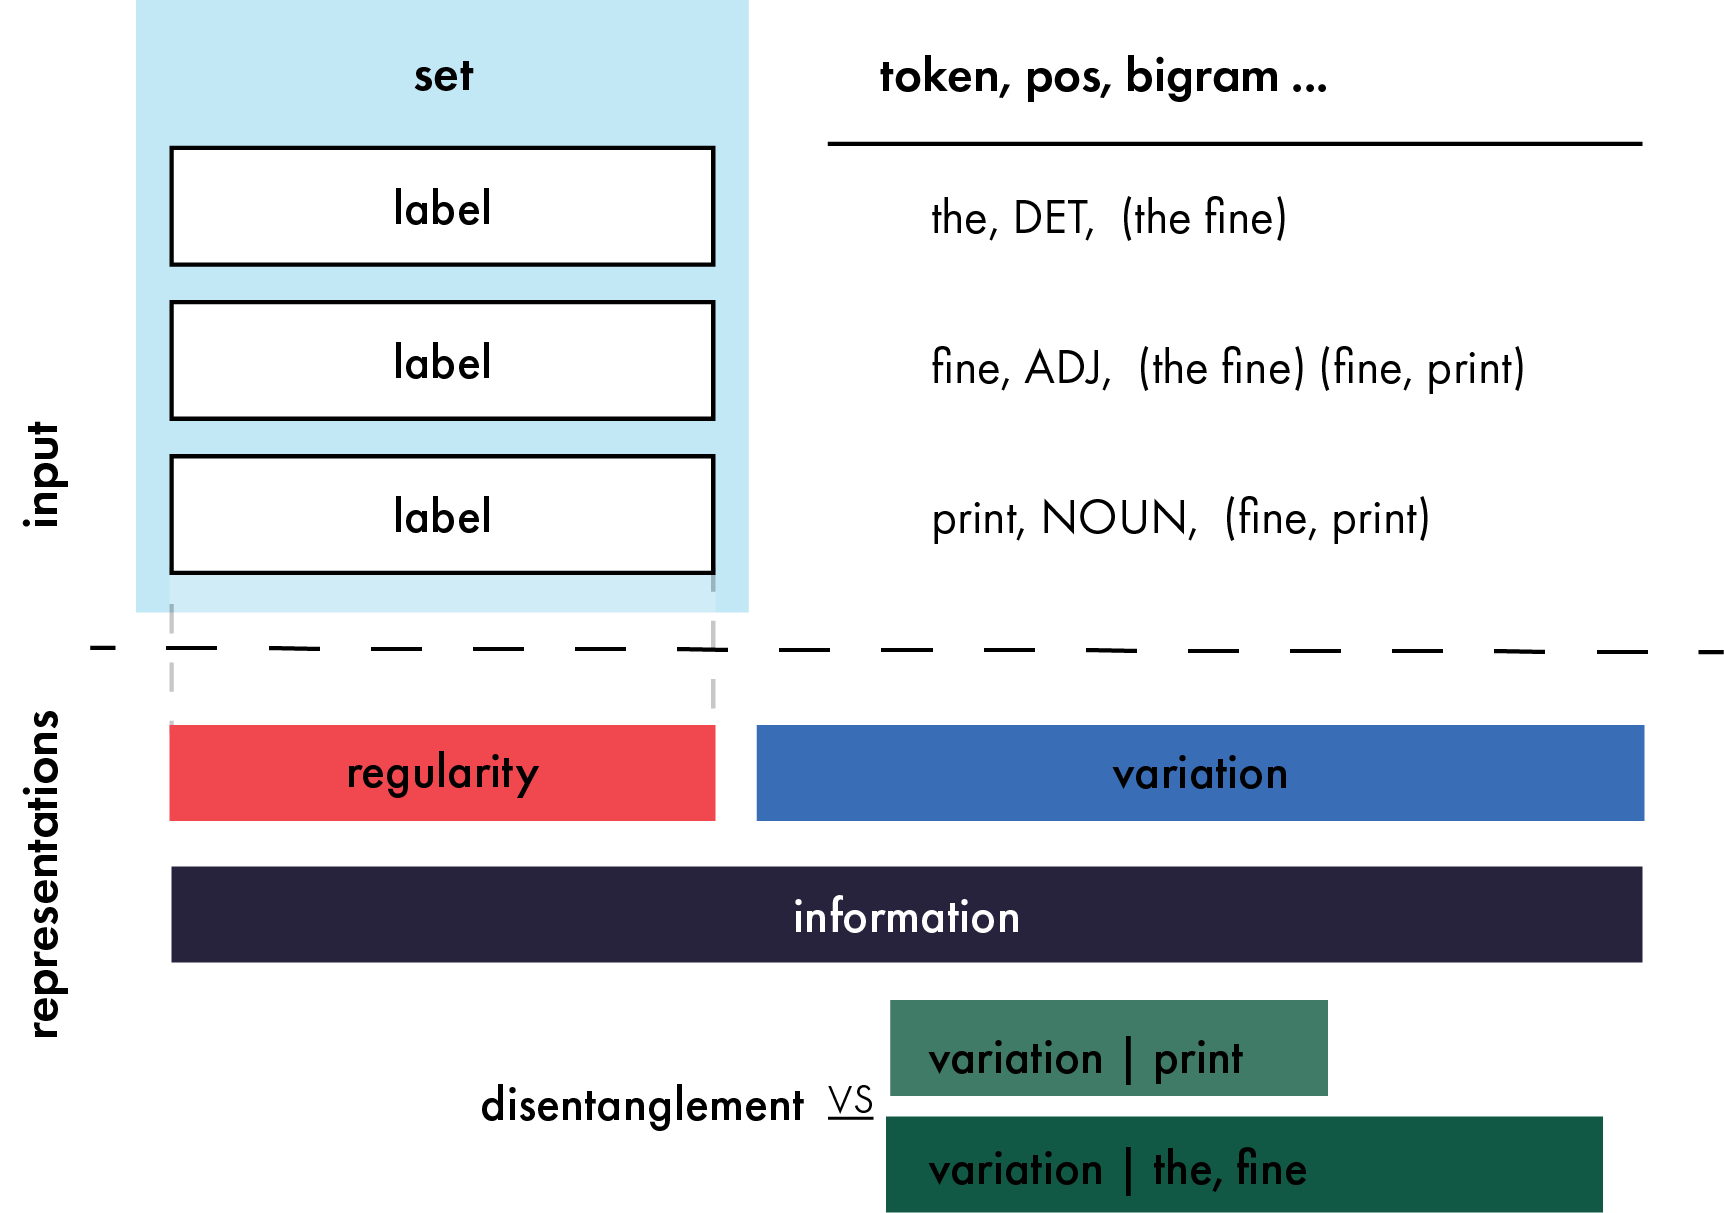 set
token, pos, bigram ...
label
the, DET, (the fine)
label
fine, ADJ, (the fine) (fine, print)
label
print, NOUN, (fine, print)
input
regularity
variation
information
representations
variation | print
disentanglement VS
variation | the, fine